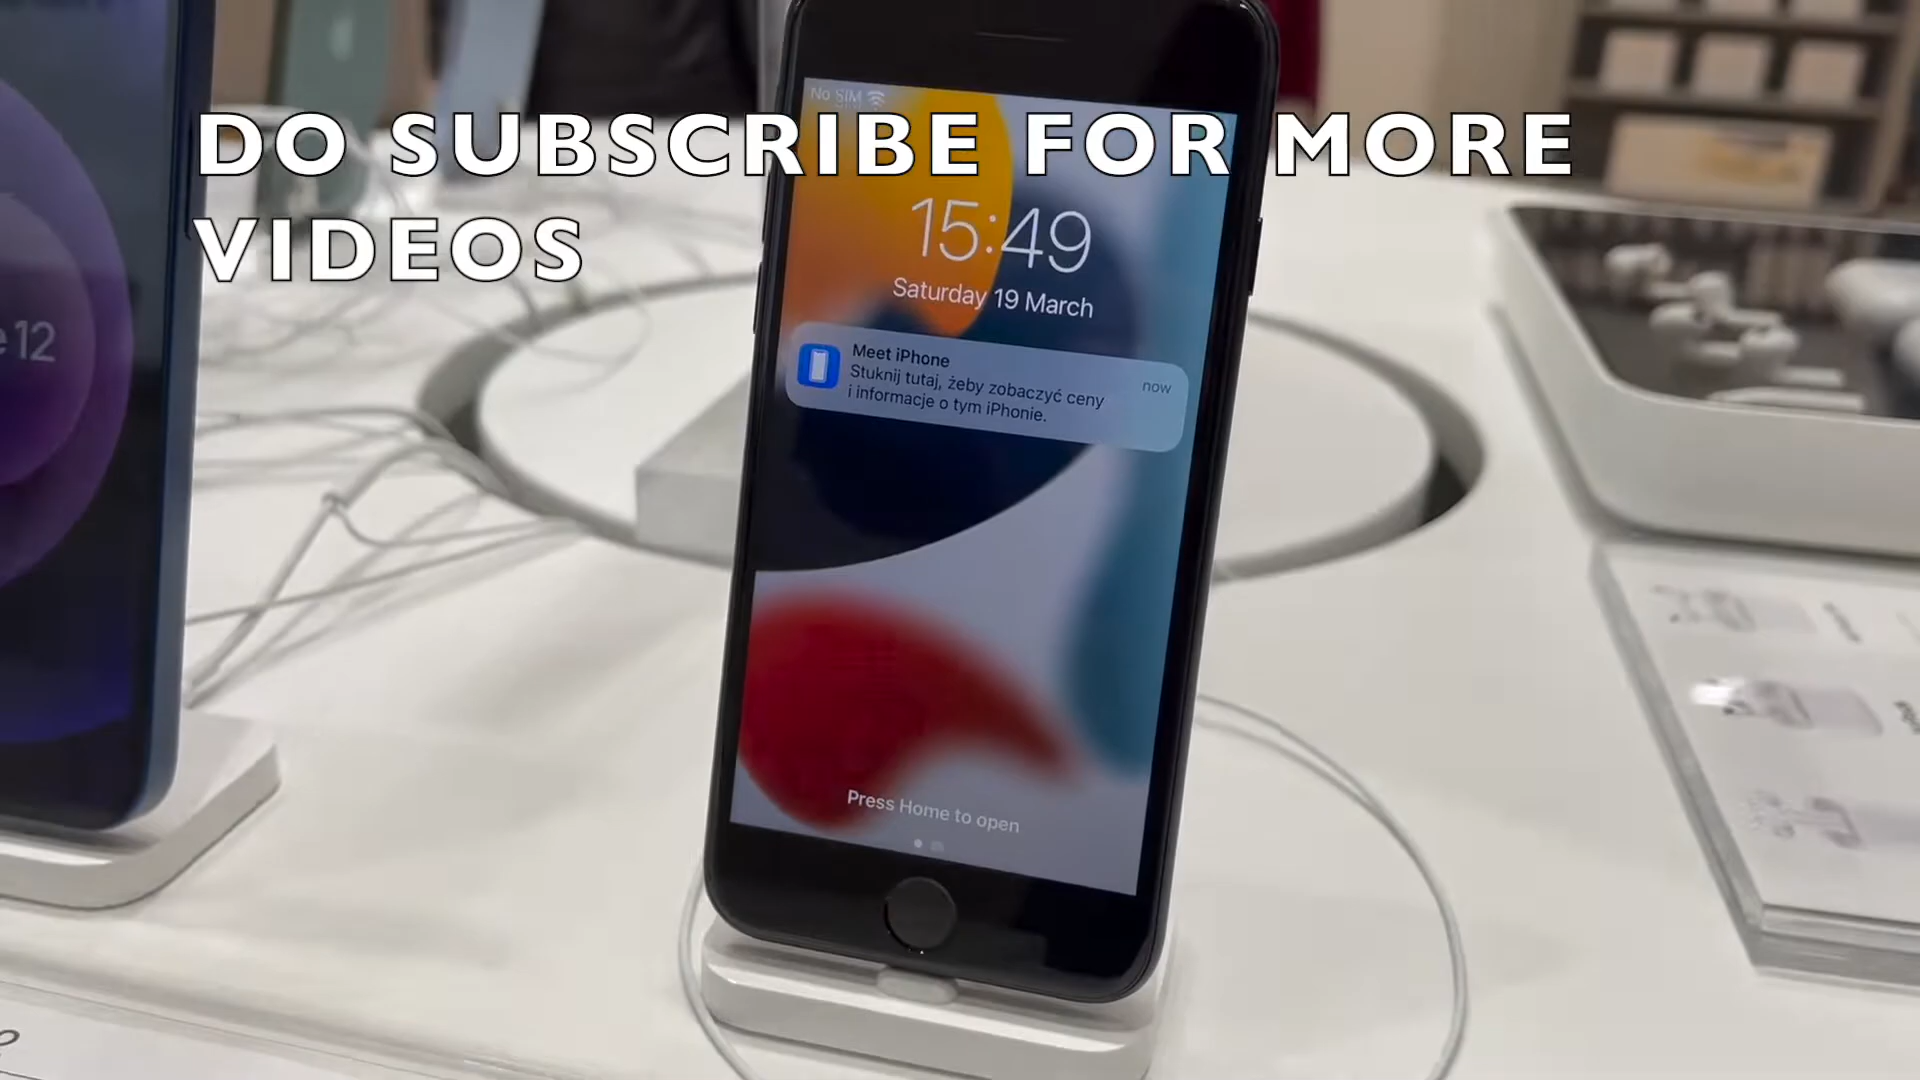 No SIM
DO SUBSCRIBE FOR MORE
VIDEOS
15:49
Saturday 19 March
Meet iPhone
now
Stuknij tutaj, żeby zobaczyć ceny
i informacje o tym iPhonie.
Press Home to open
e 12